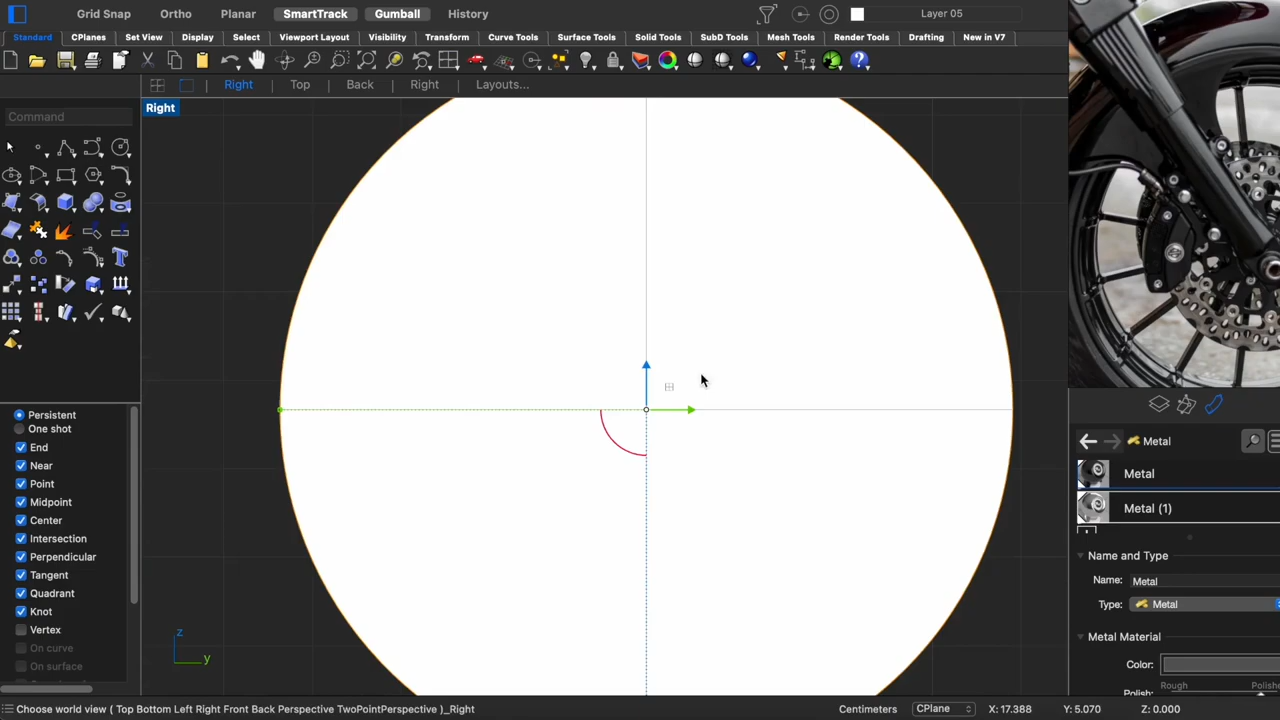 Grid Snap Ortho Planar SmartTrack Gumball History Layer 05
Standard CPlanes Set View Display Select Viewport Layout Visibility Transform Curve Tools Surface Tools Solid Tools SubD Tools Mesh Tools Render Tools Drafting New in V7
Right Top Back Right Layouts...
Right
Command
Persistent
One shot
End
Near
Point
Midpoint
Center
Intersection
Perpendicular
Tangent
Quadrant
Knot
Vertex
On curve
On surface
z
y
Metal
Metal
Metal (1)
Name and Type
Name: Metal
Type: Metal
Metal Material
Color:
Rough Polishe
Polish:
Choose world view ( Top Bottom Left Right Front Back Perspective TwoPointPerspective )_Right Centimeters CPlane X: 17.388 Y: 5.070 Z: 0.000